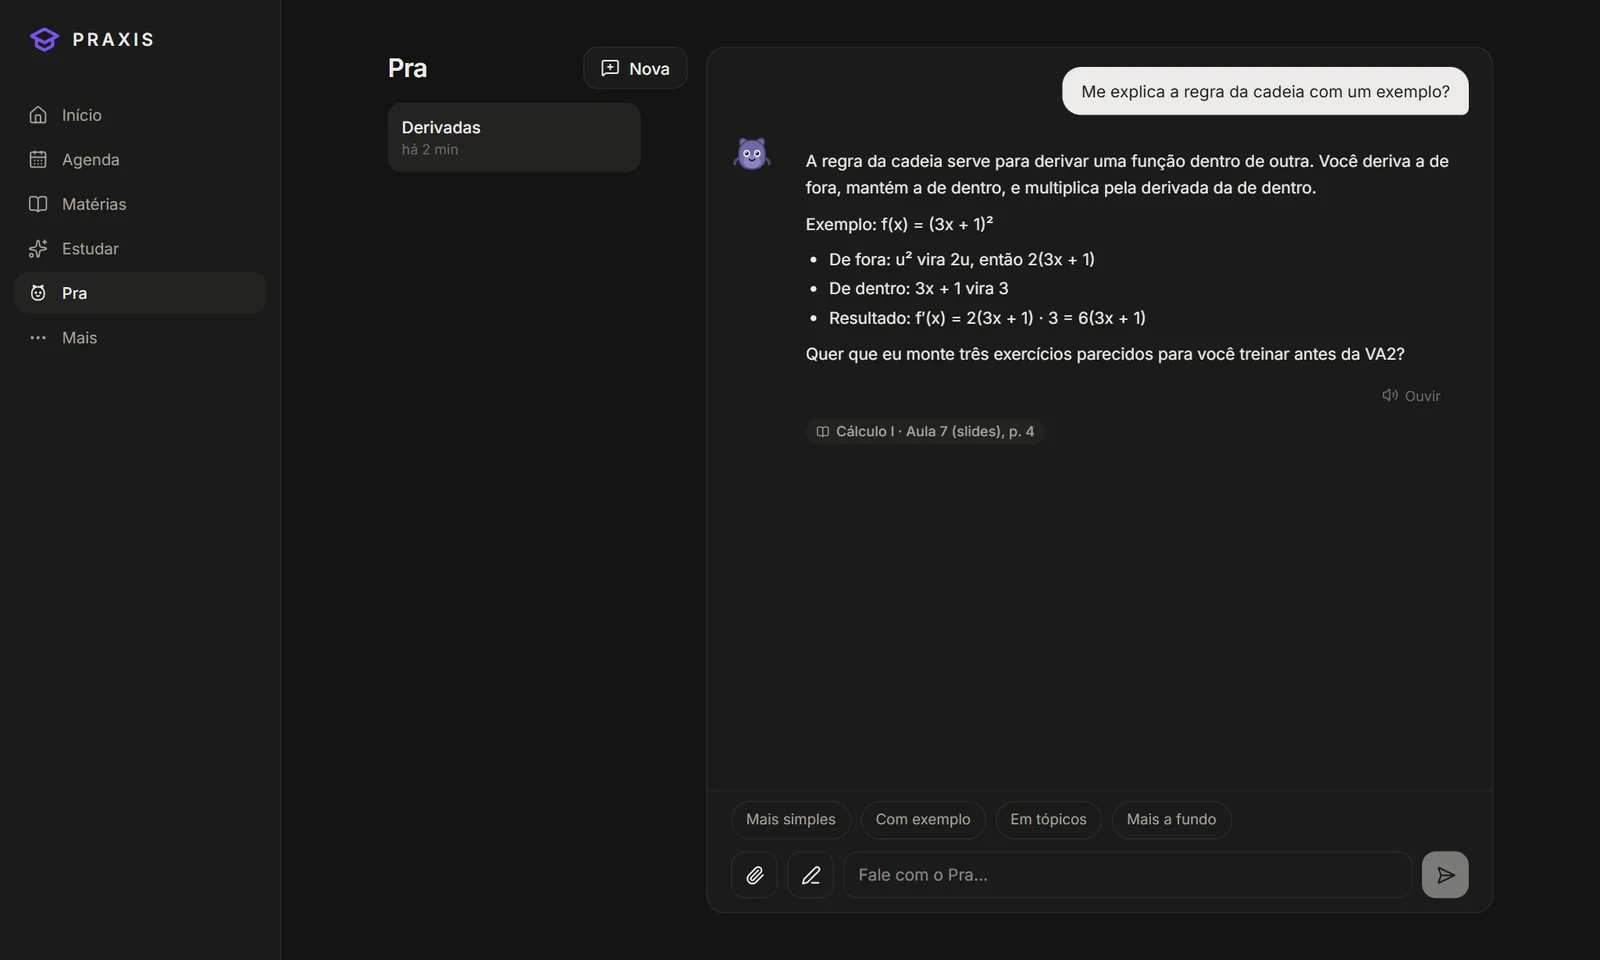 PRAXIS
Início
Agenda
Matérias
Estudar
Pra
Mais
Pra
Nova
Derivadas
há 2 min
Me explica a regra da cadeia com um exemplo?
A regra da cadeia serve para derivar uma função dentro de outra. Você deriva a de
fora, mantém a de dentro, e multiplica pela derivada da de dentro.
Exemplo: f(x) = (3x + 1)²
• De fora: u² vira 2u, então 2(3x + 1)
• De dentro: 3x + 1 vira 3
• Resultado: f′(x) = 2(3x + 1) · 3 = 6(3x + 1)
Quer que eu monte três exercícios parecidos para você treinar antes da VA2?
Ouvir
Cálculo I · Aula 7 (slides), p. 4
Mais simples
Com exemplo
Em tópicos
Mais a fundo
Fale com o Pra...